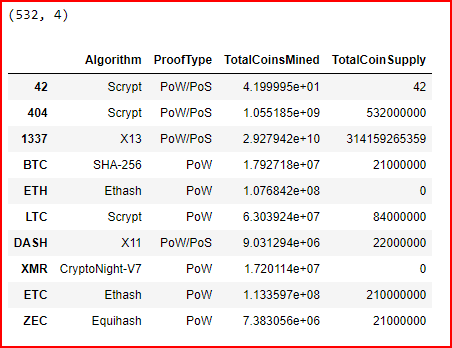 (532, 4)
Algorithm ProofType TotalCoinsMined TotalCoinSupply
42 Scrypt PoW/PoS 4.199995e+01 42
404 Scrypt PoW/PoS 1.055185e+09 532000000
1337 X13 PoW/PoS 2.927942e+10 314159265359
BTC SHA-256 PoW 1.792718e+07 21000000
ETH Ethash PoW 1.076842e+08 0
LTC Scrypt PoW 6.303924e+07 84000000
DASH X11 PoW/PoS 9.031294e+06 22000000
XMR CryptoNight-V7 PoW 1.720114e+07 0
ETC Ethash PoW 1.133597e+08 210000000
ZEC Equihash PoW 7.383056e+06 21000000